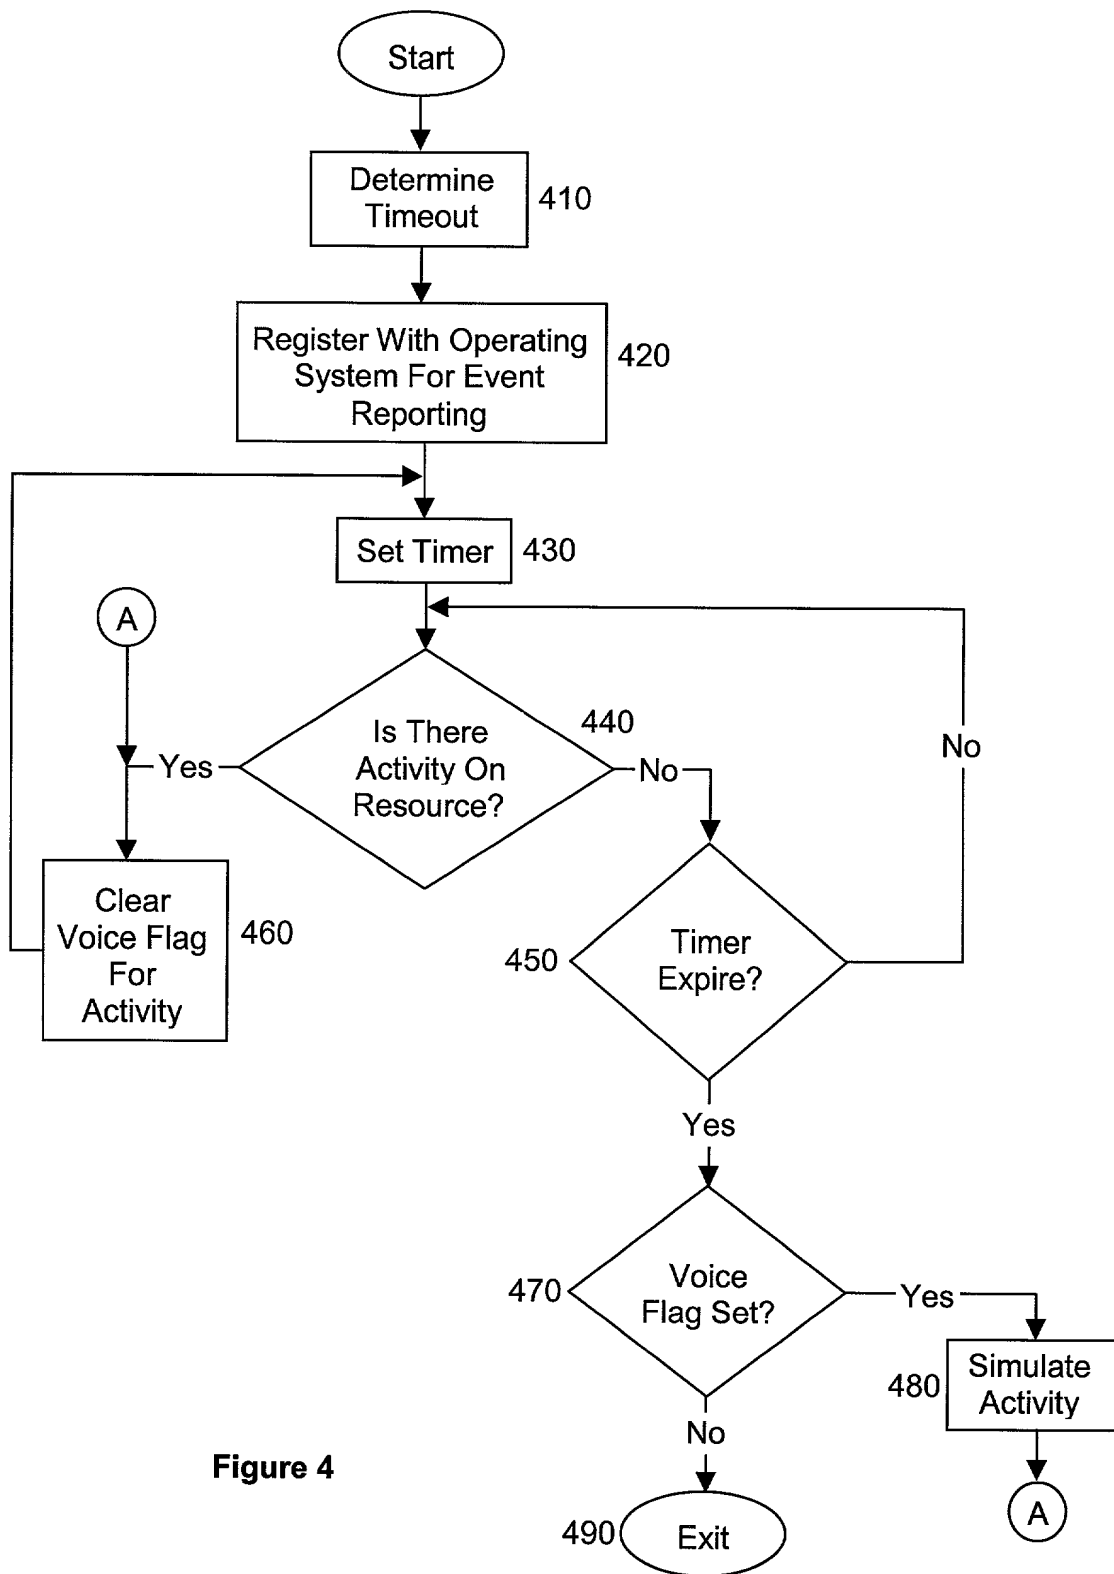 Start
Determine
Timeout
410
Register With Operating
System For Event
Reporting
420
Set Timer
430
A
Is There
Activity On
Resource?
440
Yes
No
No
Clear
Voice Flag
For
Activity
460
450
Timer
Expire?
Yes
470
Voice
Flag Set?
Yes
480
Simulate
Activity
No
Figure 4
A
490
Exit